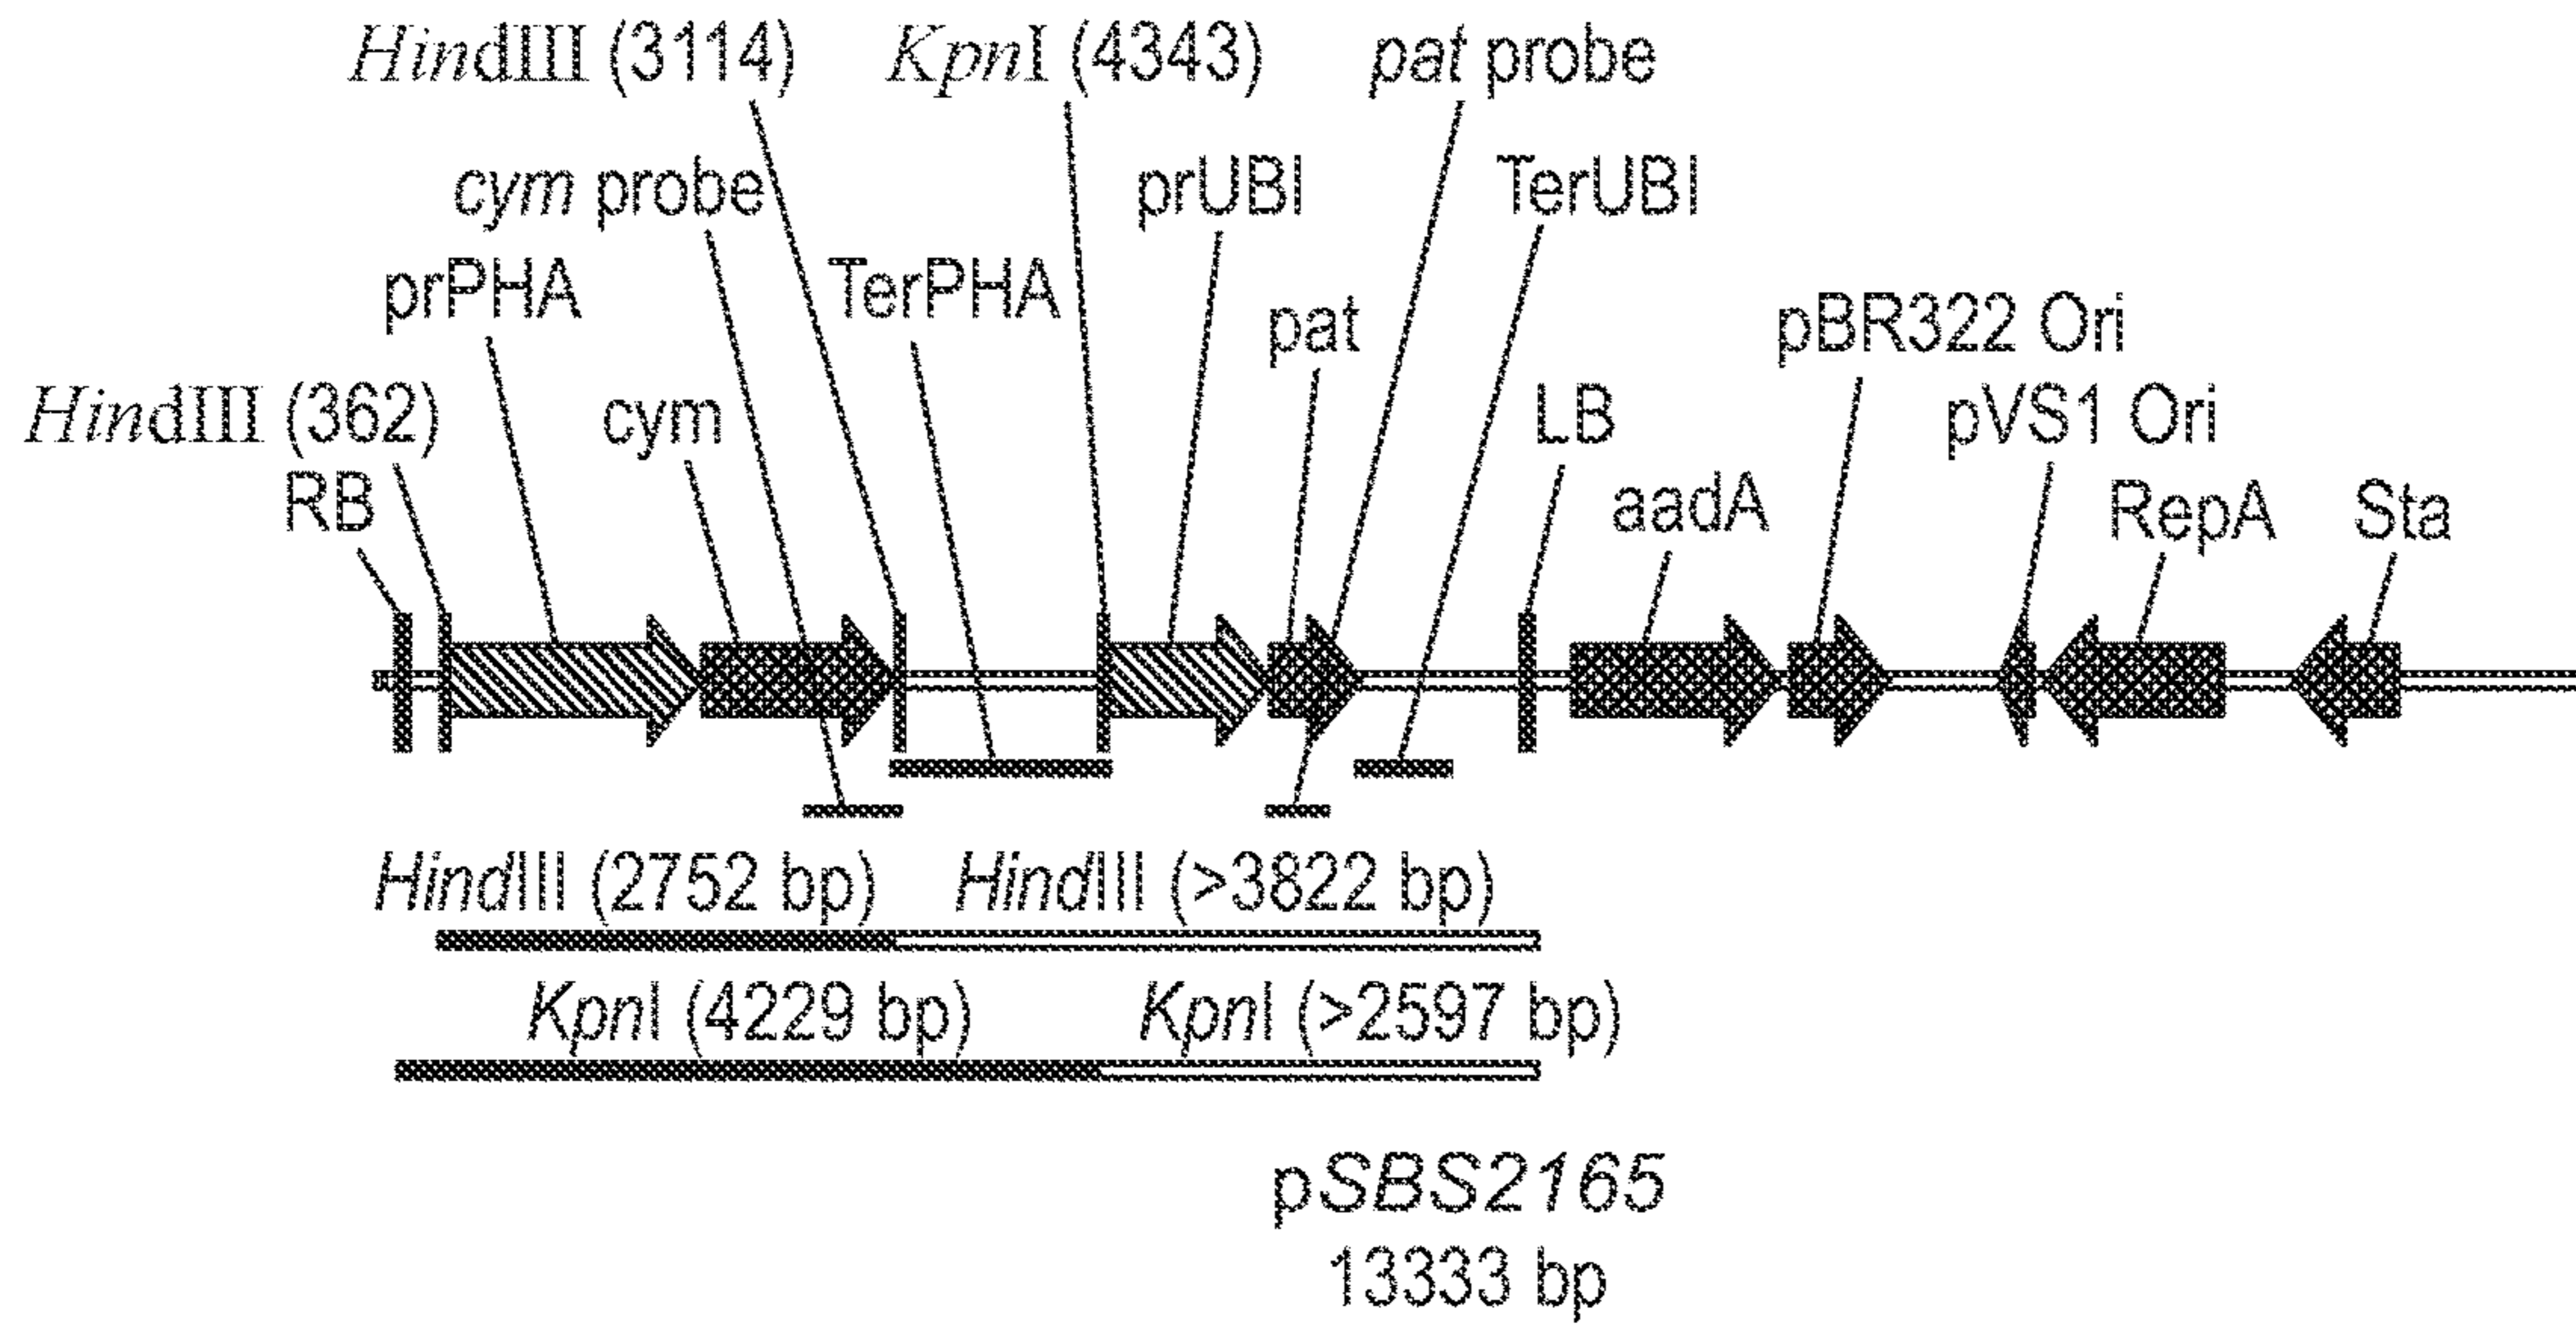 HindIII (3114) KpnI (4343) pat probe
cym probe prUBI TerUBI
prPHA TerPHA pat pBR322 Ori
HindIII (362) cym LB pVS1 Ori
RB aadA RepA Sta
HindIII (2752 bp) HindIII (>3822 bp)
KpnI (4229 bp) KpnI (>2597 bp)
pSBS2165
13333 bp